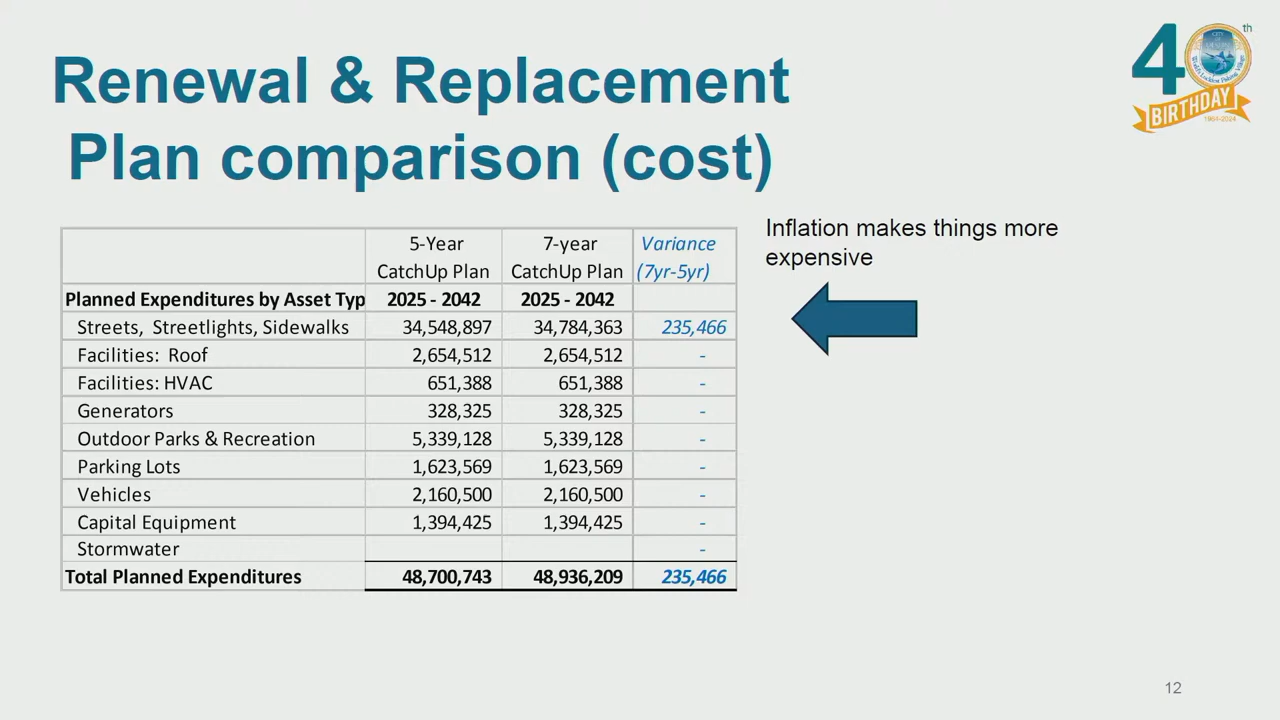 Renewal & Replacement
Plan comparison (cost)
40th
BIRTHDAY
1984-2024
5-Year 7-year Variance
CatchUp Plan CatchUp Plan (7yr-5yr)
Planned Expenditures by Asset Typ 2025 - 2042 2025 - 2042
Streets, Streetlights, Sidewalks 34,548,897 34,784,363 235,466
Facilities: Roof 2,654,512 2,654,512 -
Facilities: HVAC 651,388 651,388 -
Generators 328,325 328,325 -
Outdoor Parks & Recreation 5,339,128 5,339,128 -
Parking Lots 1,623,569 1,623,569 -
Vehicles 2,160,500 2,160,500 -
Capital Equipment 1,394,425 1,394,425 -
Stormwater -
Total Planned Expenditures 48,700,743 48,936,209 235,466
Inflation makes things more
expensive
12